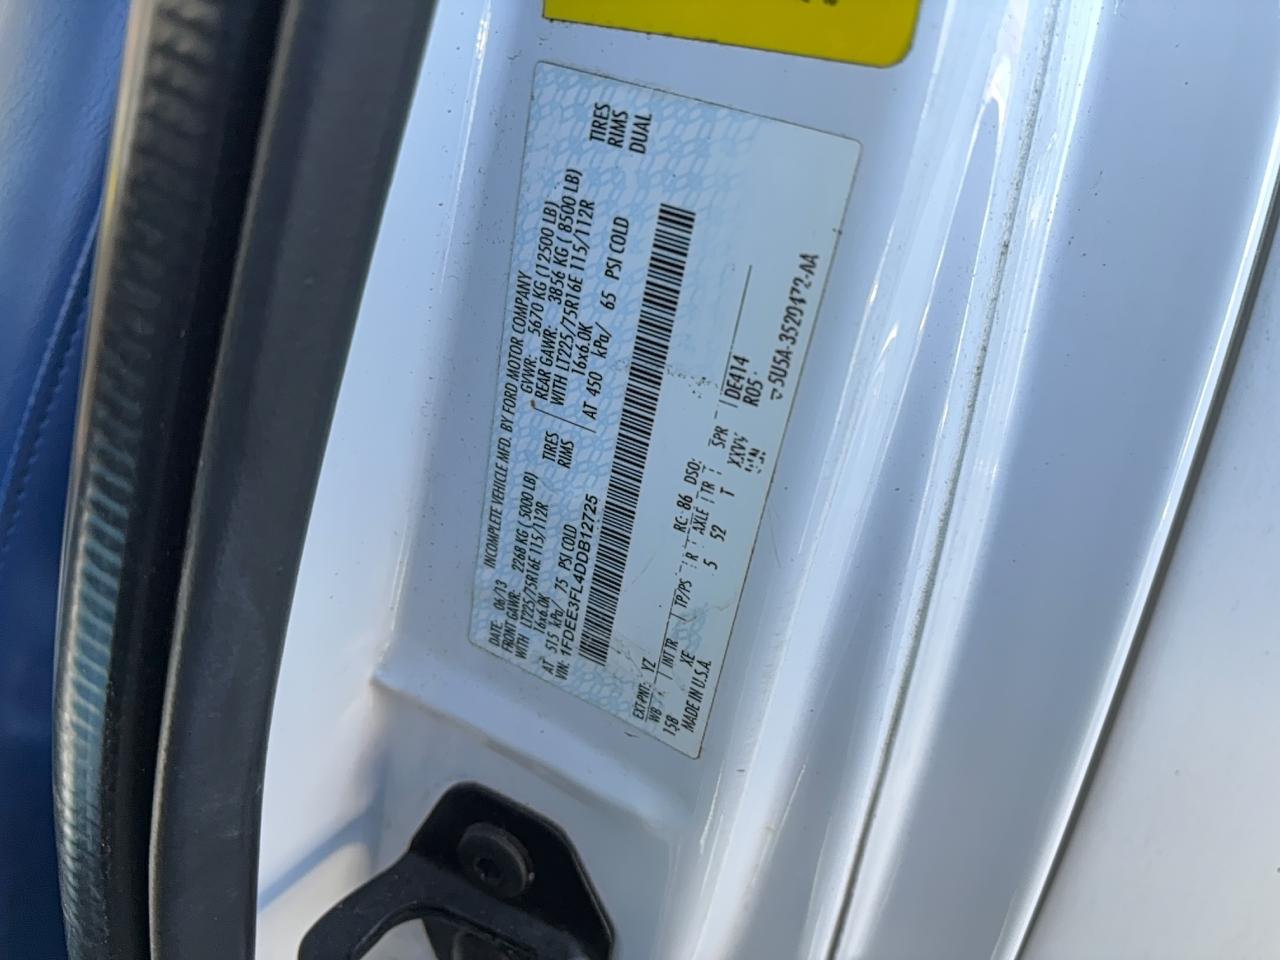 INCOMPLETE VEHICLE MFD. BY FORD MOTOR COMPANY
DATE: 06/13 GVWR: 5670 KG (12500 LB)
FRONT GAWR: 2268 KG (5000 LB) REAR GAWR: 3856 KG (8500 LB)
WITH LT225/75R16E 115/112R TIRES WITH LT225/75R16E 115/112R TIRES
16x6.0K RIMS 16x6.0K RIMS
AT 515 kPa/ 75 PSI COLD AT 450 kPa/ 65 PSI COLD DUAL
VIN: 1FDEE3FL4DDB12725
EXT PNT: YZ RC: 86 DSO:
WB INT TR TP/PS R AXLE TR SPR DE414
158 XE 5 52 T R05
MADE IN U.S.A.
5U5A-3520472-AA